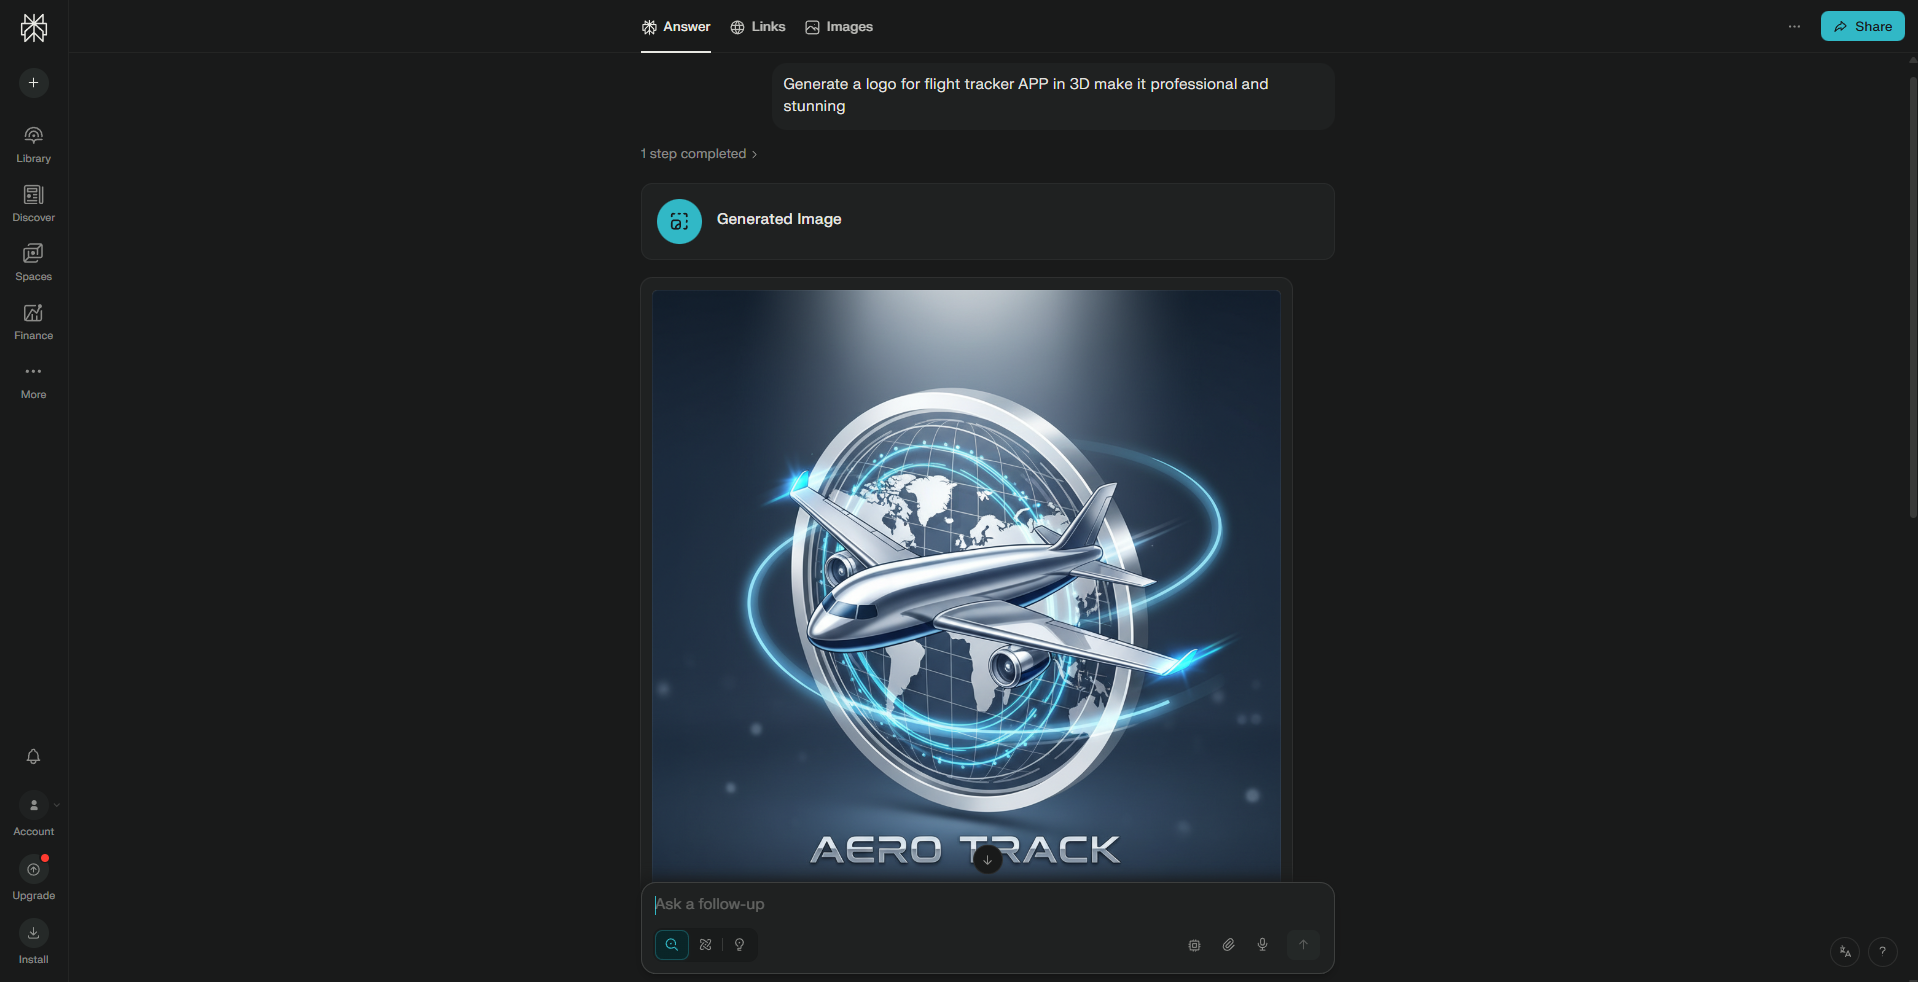 Answer
Links
Images
Share
Library
Discover
Spaces
Finance
More
Account
Upgrade
Install
Generate a logo for flight tracker APP in 3D make it professional and
stunning
1 step completed
Generated Image
AERO TRACK
Ask a follow-up